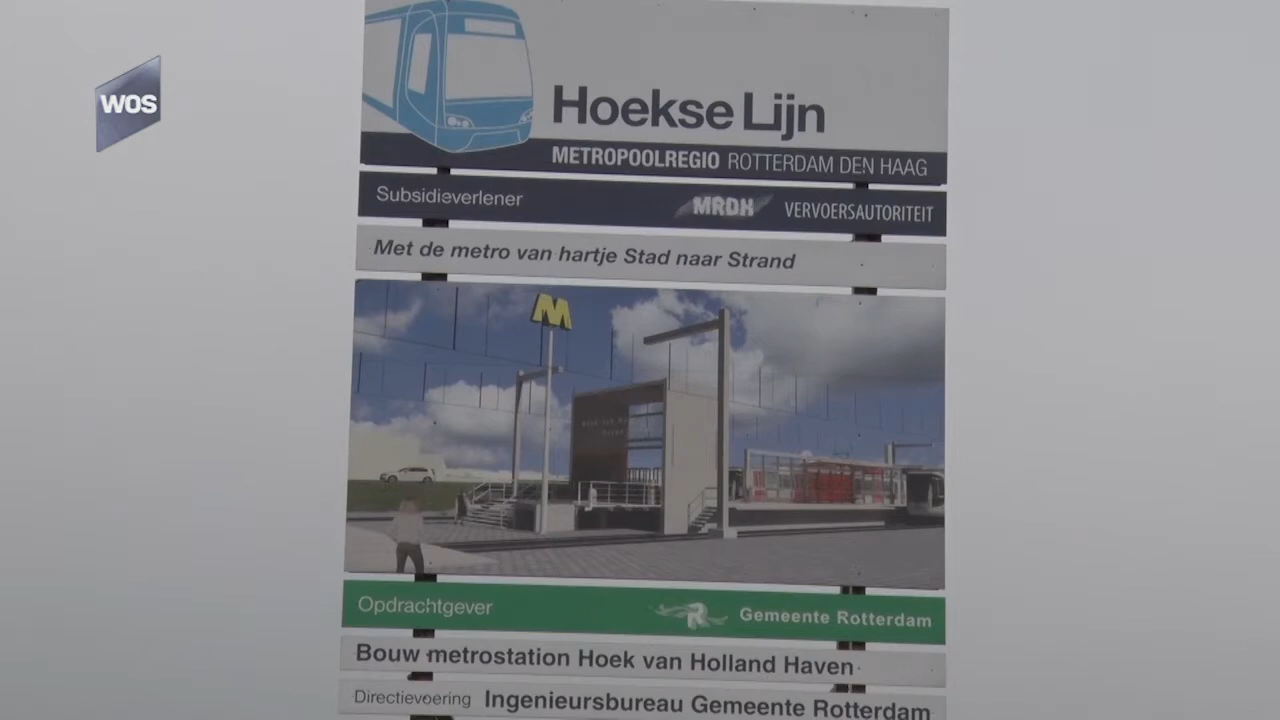 WOS
Hoekse Lijn
METROPOOLREGIO ROTTERDAM DEN HAAG
Subsidieverlener MRDH VERVOERSAUTORITEIT
Met de metro van hartje Stad naar Strand
M
Opdrachtgever Gemeente Rotterdam
Bouw metrostation Hoek van Holland Haven
Directievoering Ingenieursbureau Gemeente Rotterdam